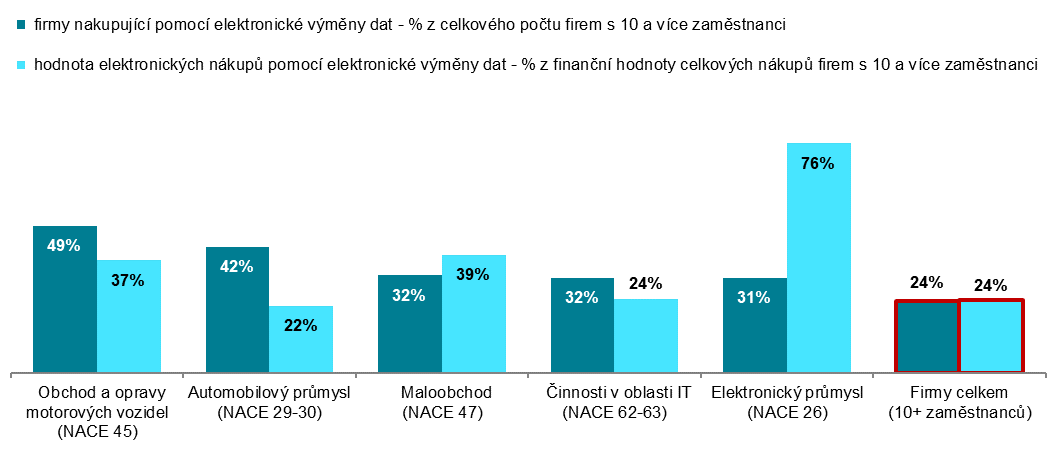 firmy nakupující pomocí elektronické výměny dat - % z celkového počtu firem s 10 a více zaměstnanci
hodnota elektronických nákupů pomocí elektronické výměny dat - % z finanční hodnoty celkových nákupů firem s 10 a více zaměstnanci
49%
37%
42%
22%
32%
39%
32%
24%
31%
76%
24%
24%
Obchod a opravy
motorových vozidel
(NACE 45)
Automobilový průmysl
(NACE 29-30)
Maloobchod
(NACE 47)
Činnosti v oblasti IT
(NACE 62-63)
Elektronický průmysl
(NACE 26)
Firmy celkem
(10+ zaměstnanců)